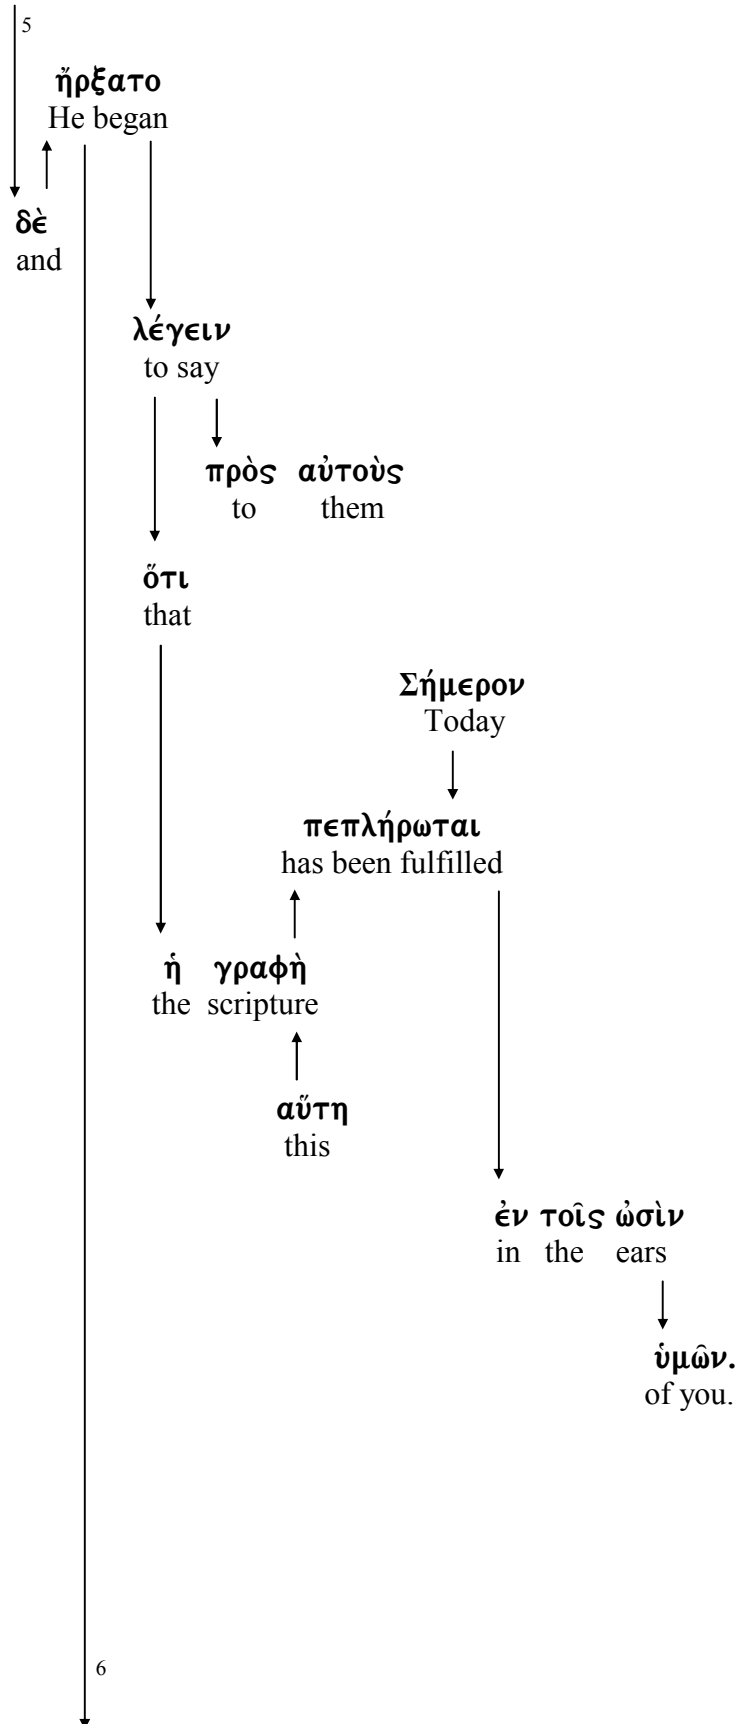 5
ἤρξατο
He began
δὲ
and
λέγειν
to say
πρὸς αὐτοὺς
to them
ὅτι
that
Σήμερον
Today
πεπλήρωται
has been fulfilled
ἡ γραφὴ
the scripture
αὕτη
this
ἐν τοῖς ὠσὶν
in the ears
ὑμῶν.
of you.
6